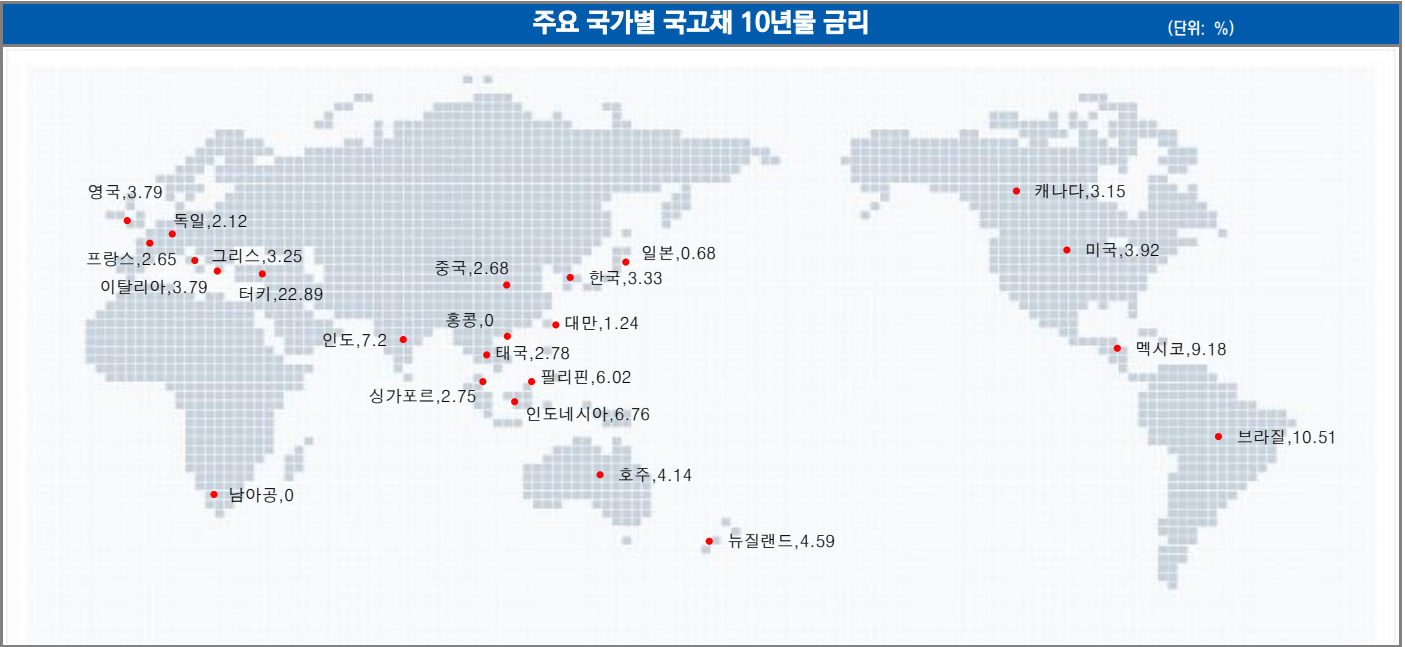 주요 국가별 국고채 10년물 금리
(단위: %)
영국,3.79
캐나다,3.15
독일,2.12
미국,3.92
프랑스,2.65
그리스,3.25
일본,0.68
중국,2.68
한국,3.33
이탈리아,3.79
터키,22.89
홍콩,0
대만,1.24
인도,7.2
태국,2.78
멕시코,9.18
필리핀,6.02
싱가포르,2.75
인도네시아,6.76
브라질,10.51
호주,4.14
남아공,0
뉴질랜드,4.59